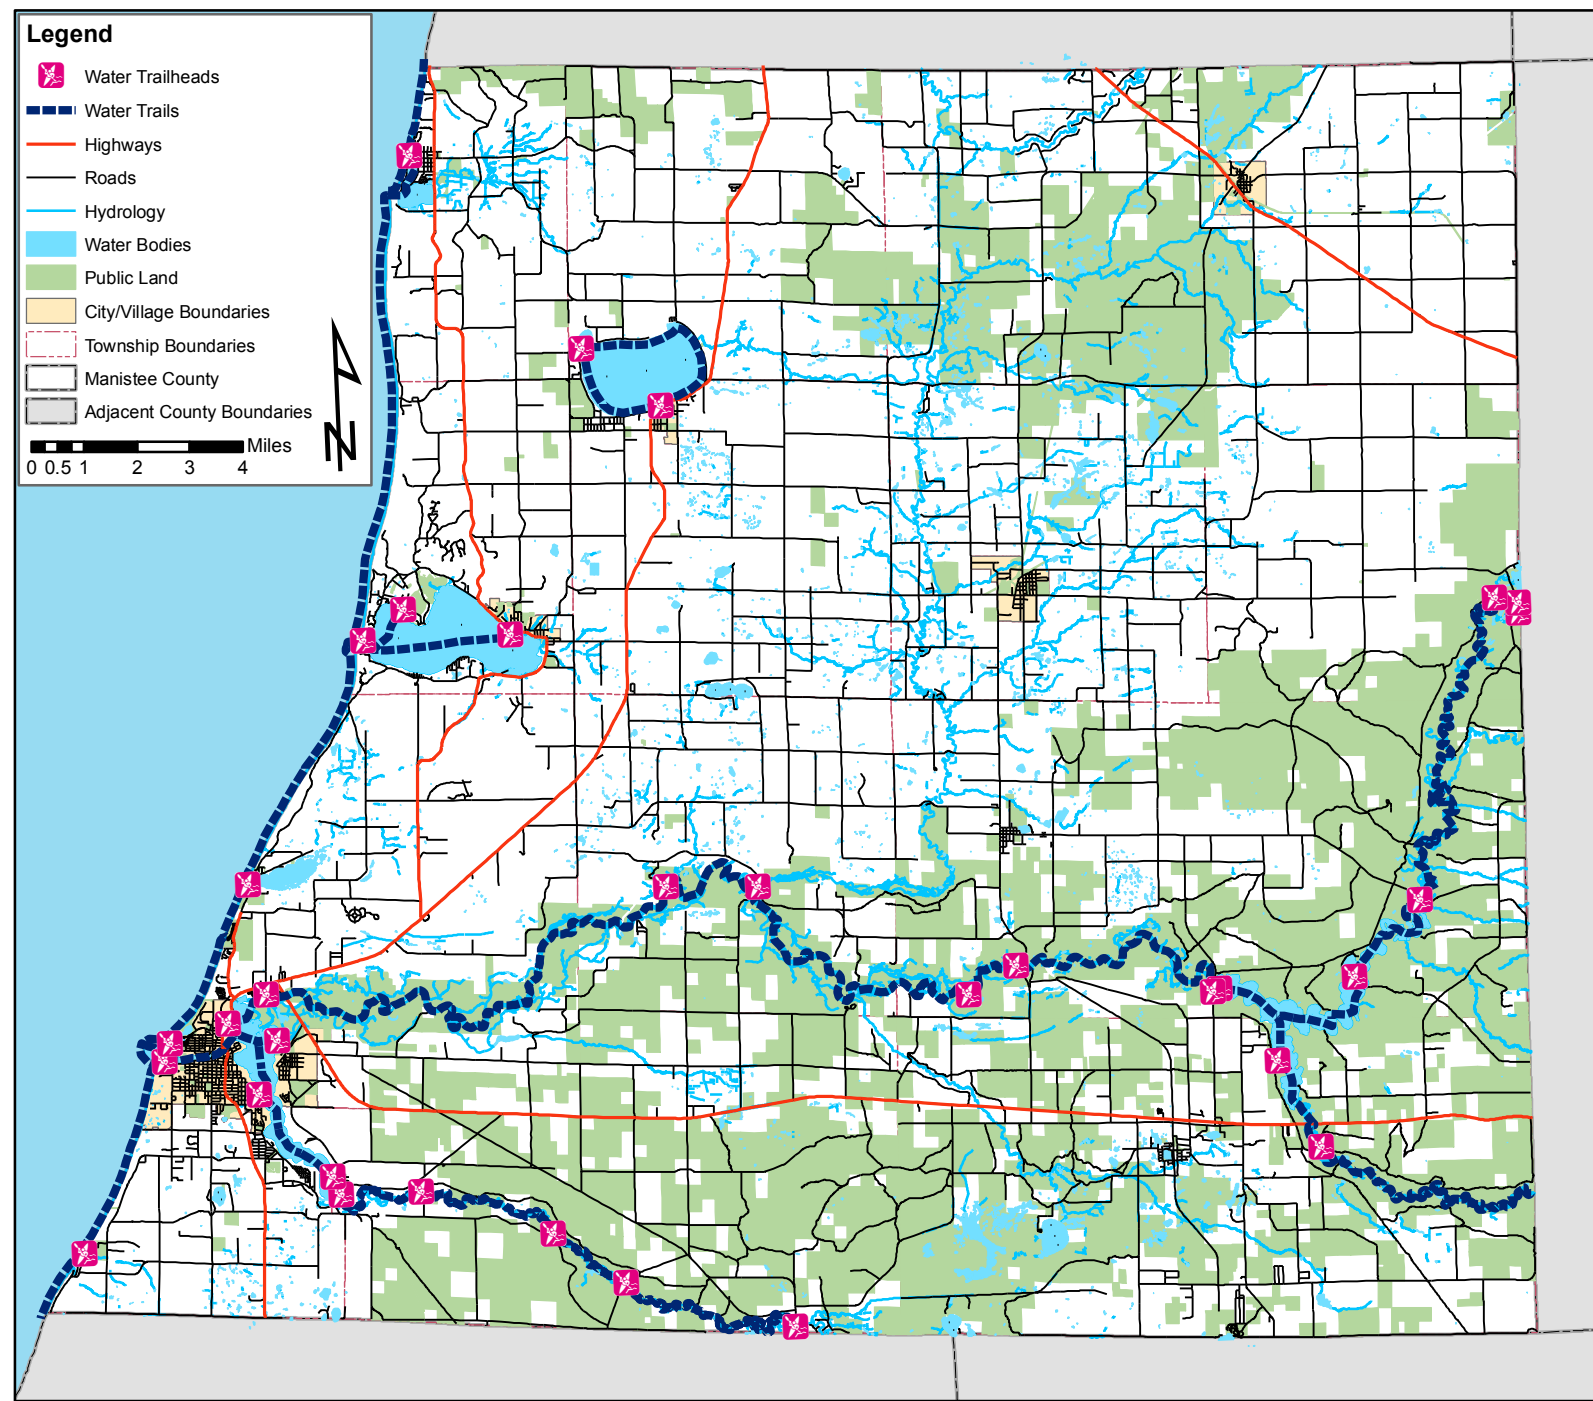 Legend
Water Trailheads
Water Trails
Highways
Roads
Hydrology
Water Bodies
Public Land
City/Village Boundaries
Township Boundaries
Manistee County
Adjacent County Boundaries
Miles
0 0.5 1 2 3 4
N